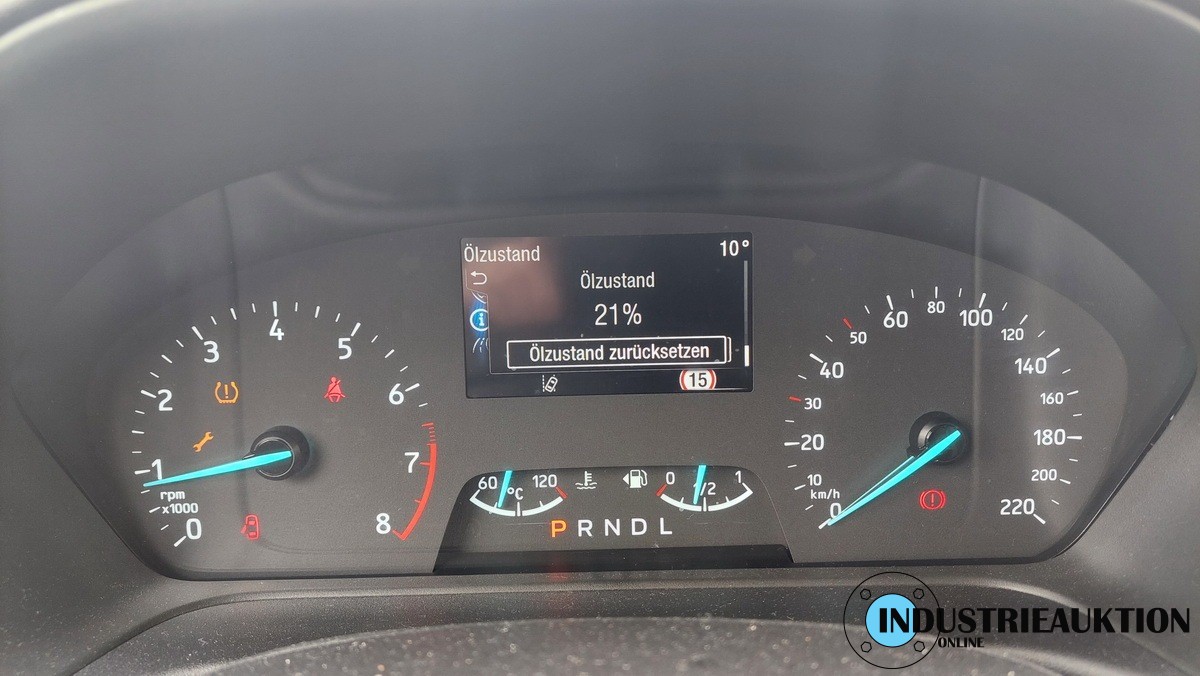 Ölzustand 10°
Ölzustand
21%
Ölzustand zurücksetzen
15
0 1 2 3 4 5 6 7 8
rpm
x1000
60 °C 120
0 1/2 1
P R N D L
0 10 20 30 40 50 60 80 100 120 140 160 180 200 220
km/h
INDUSTRIEAUKTION
ONLINE